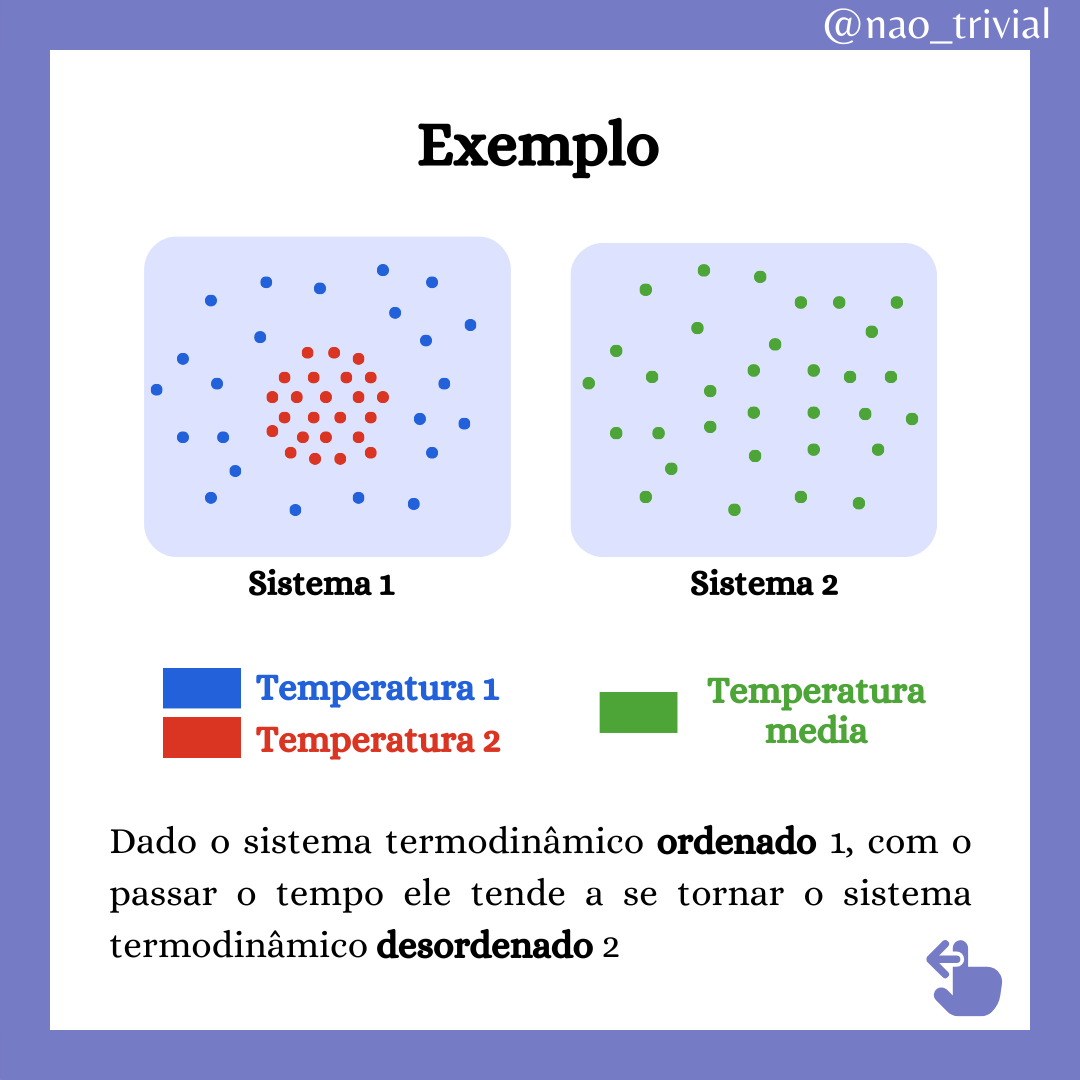 @nao_trivial
Exemplo
Sistema 1
Sistema 2
Temperatura 1
Temperatura 2
Temperatura
media
Dado o sistema termodinâmico ordenado 1, com o
passar o tempo ele tende a se tornar o sistema
termodinâmico desordenado 2